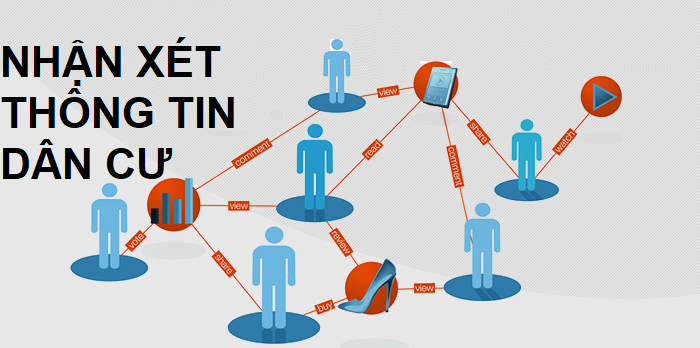 NHẬN XÉT
THÔNG TIN
DÂN CƯ
view
comment
read
share
comment
watch
view
vote
share
review
buy
view